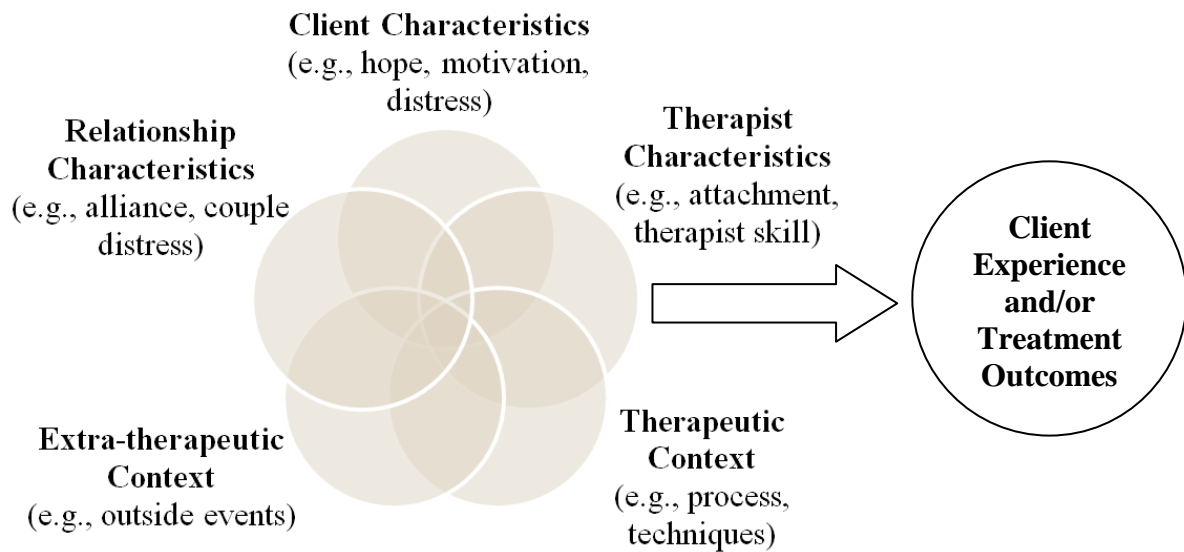 Client Characteristics
(e.g., hope, motivation,
distress)
Relationship
Characteristics
(e.g., alliance, couple
distress)
Therapist
Characteristics
(e.g., attachment,
therapist skill)
Client
Experience
and/or
Treatment
Outcomes
Extra-therapeutic
Context
(e.g., outside events)
Therapeutic
Context
(e.g., process,
techniques)